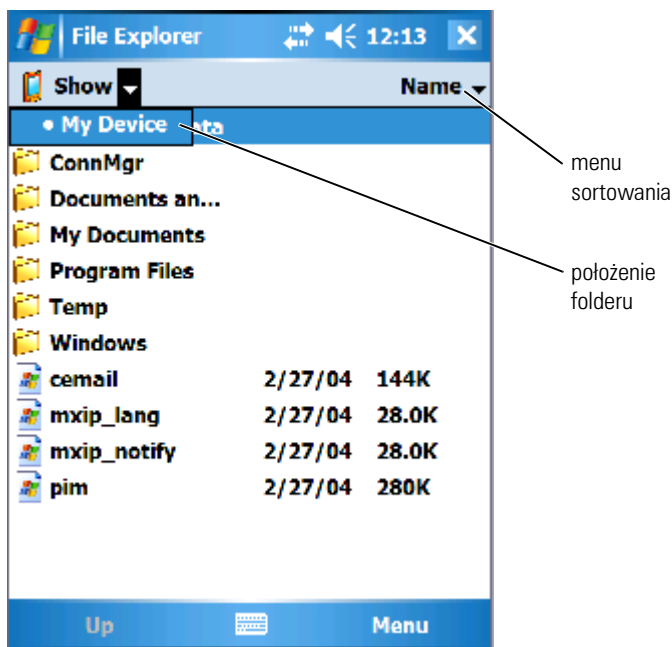 File Explorer 12:13
Show Name
My Device ata
ConnMgr
Documents an...
My Documents
Program Files
Temp
Windows
cemail 2/27/04 144K
mxip_lang 2/27/04 28.0K
mxip_notify 2/27/04 28.0K
pim 2/27/04 280K
Up Menu
menu
sortowania
położenie
folderu